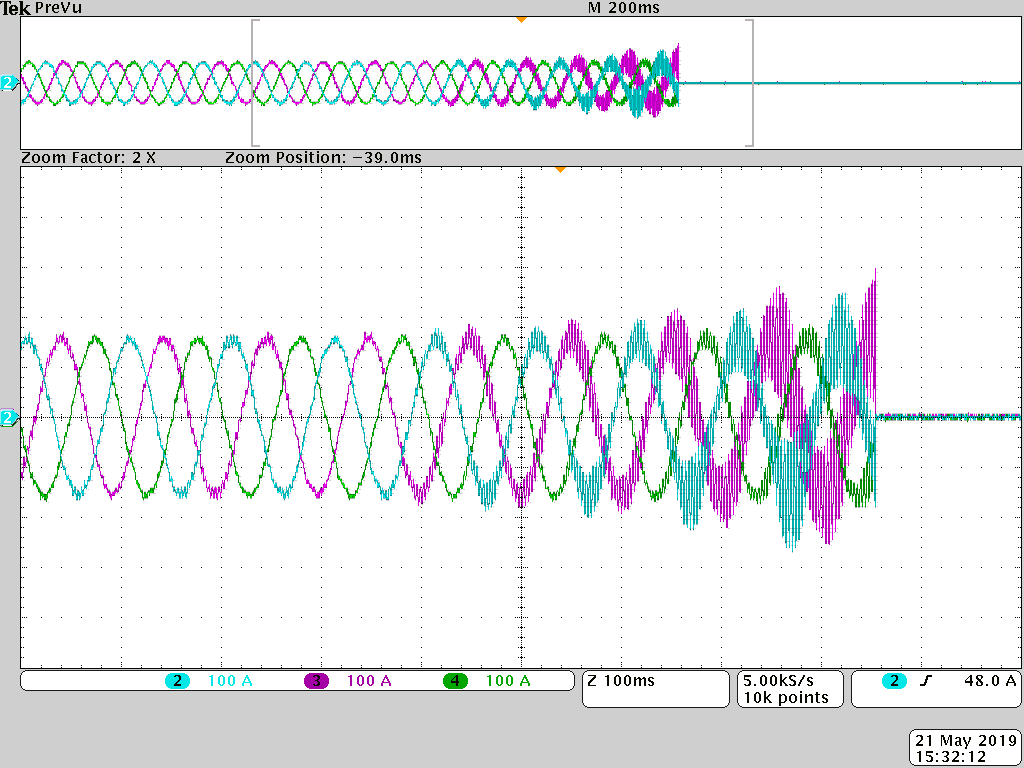 Tek PreVu M 200ms
2
Zoom Factor: 2 X Zoom Position: −39.0ms
2
2 100 A 3 100 A 4 100 A Z 100ms 5.00kS/s 2 48.0 A
10k points
21 May 2019
15:32:12